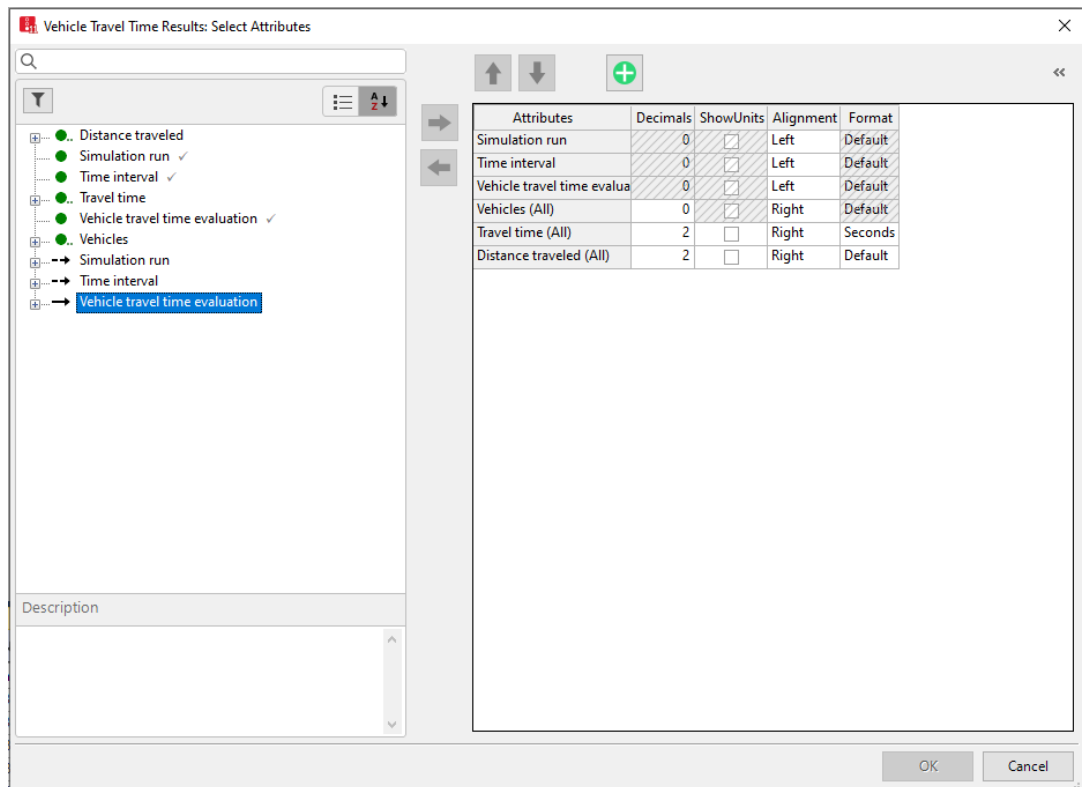 Vehicle Travel Time Results: Select Attributes
Distance traveled
Simulation run
Time interval
Travel time
Vehicle travel time evaluation
Vehicles
Simulation run
Time interval
Vehicle travel time evaluation
Description
Attributes Decimals ShowUnits Alignment Format
Simulation run 0 Left Default
Time interval 0 Left Default
Vehicle travel time evalua 0 Left Default
Vehicles (All) 0 Right Default
Travel time (All) 2 Right Seconds
Distance traveled (All) 2 Right Default
OK Cancel